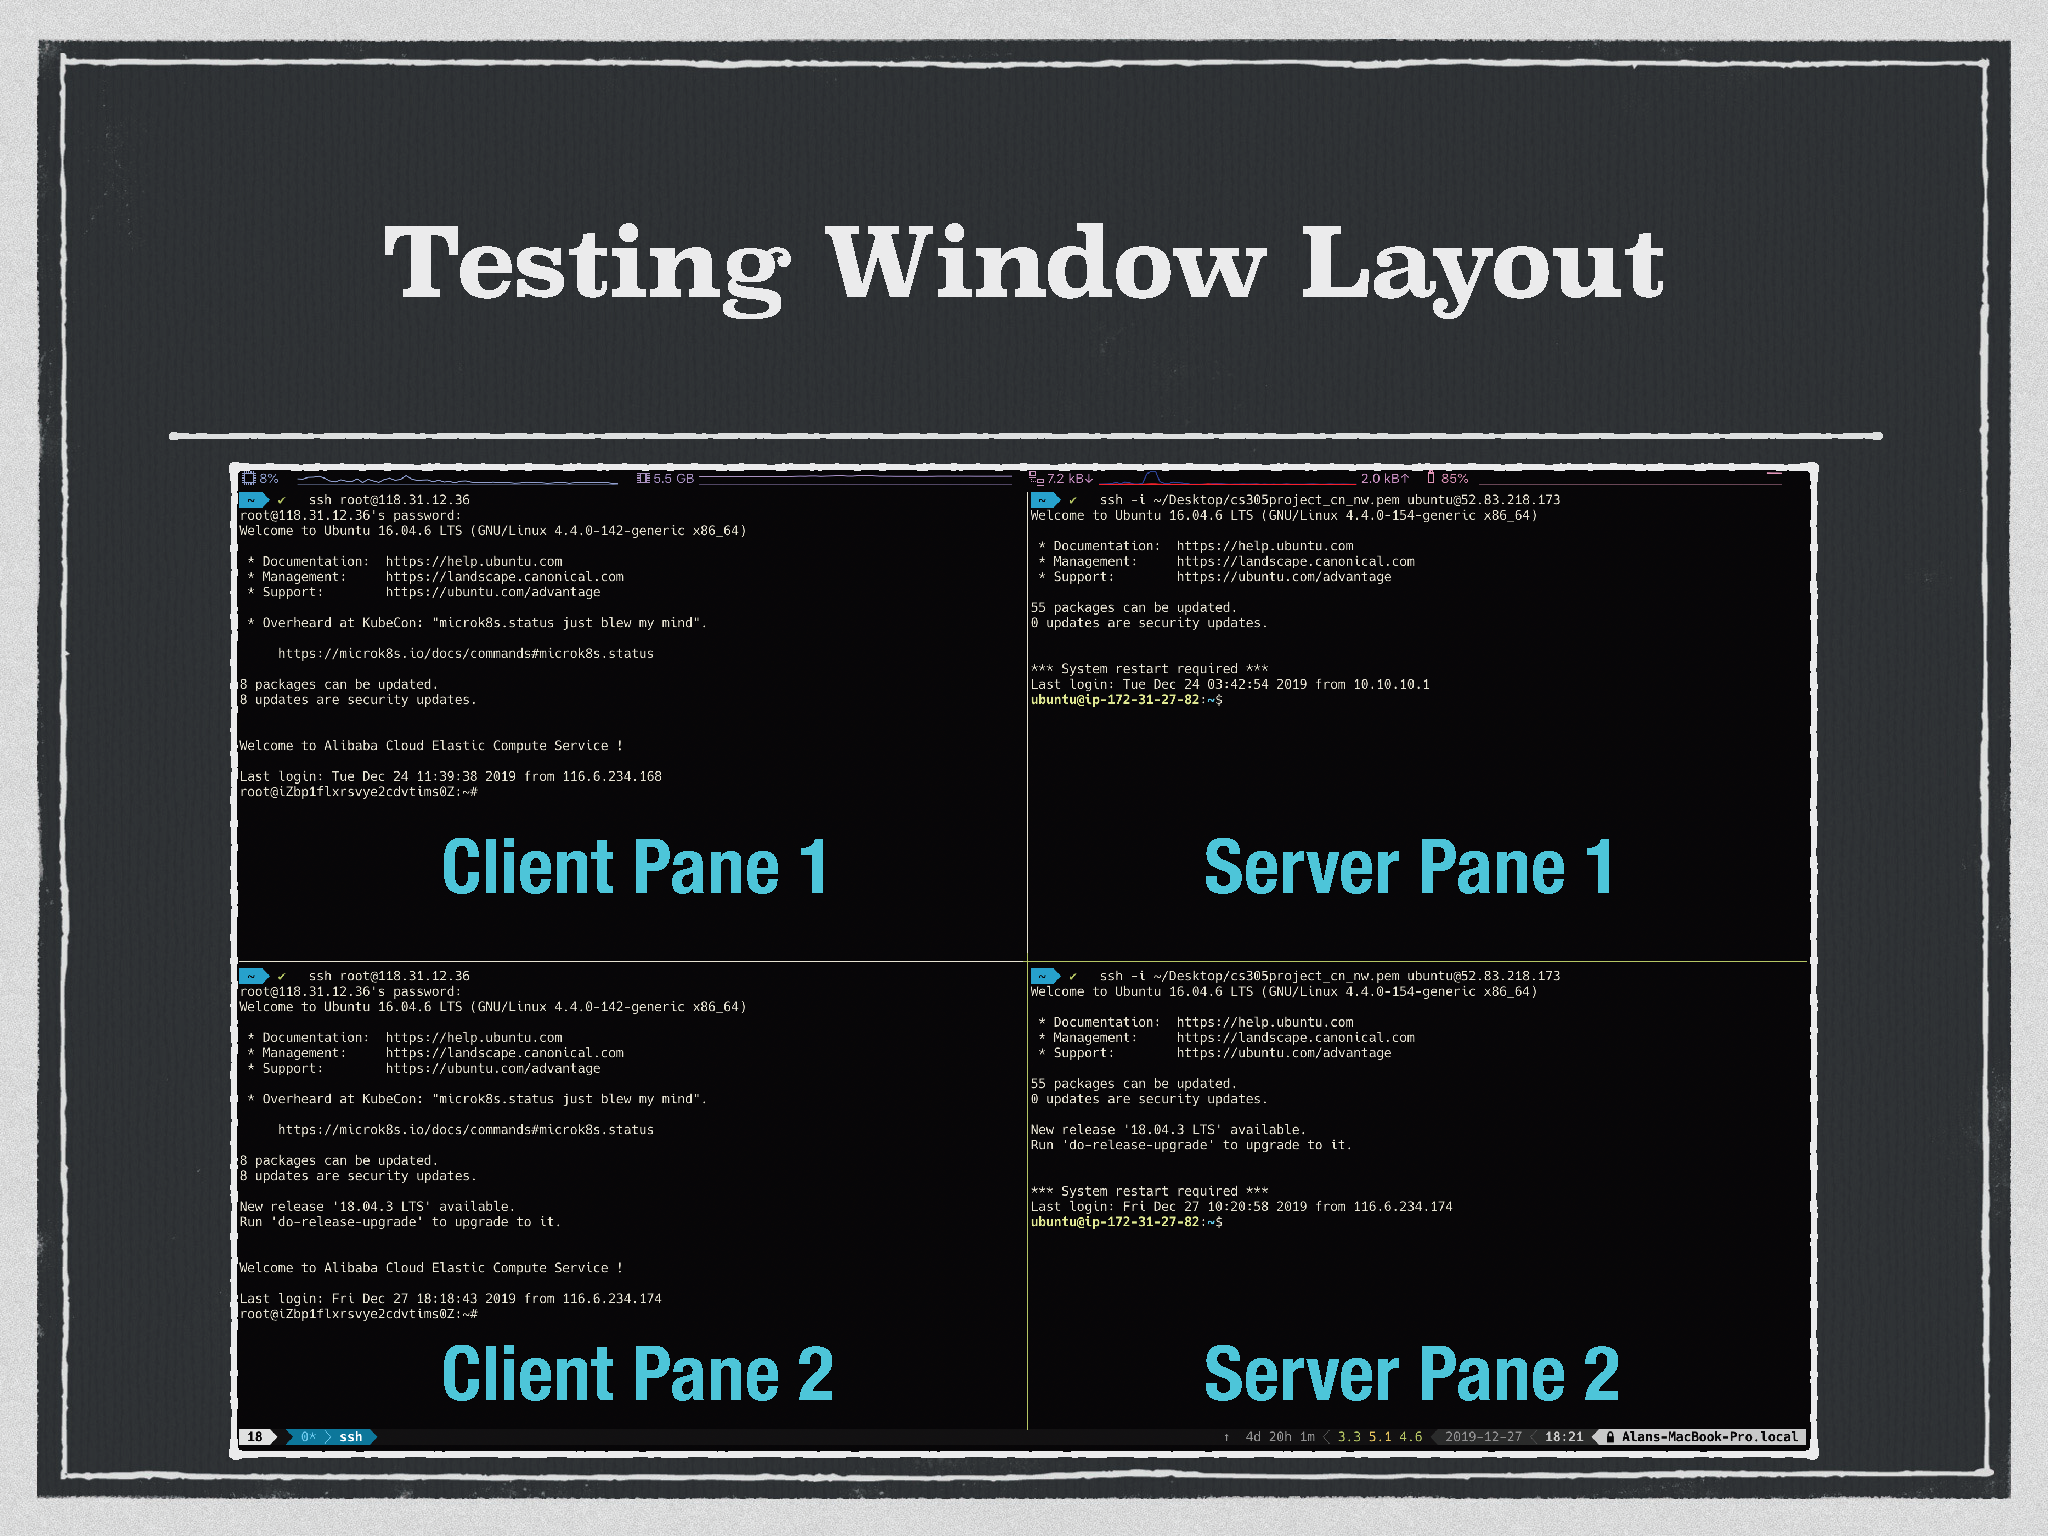 Testing Window Layout
8%
5.5 GB
7.2 kB↓
2.0 kB↑
85%
~ ✔ ssh root@118.31.12.36
root@118.31.12.36's password:
Welcome to Ubuntu 16.04.6 LTS (GNU/Linux 4.4.0-142-generic x86_64)
* Documentation: https://help.ubuntu.com
* Management: https://landscape.canonical.com
* Support: https://ubuntu.com/advantage
* Overheard at KubeCon: "microk8s.status just blew my mind".
https://microk8s.io/docs/commands#microk8s.status
8 packages can be updated.
8 updates are security updates.
Welcome to Alibaba Cloud Elastic Compute Service !
Last login: Tue Dec 24 11:39:38 2019 from 116.6.234.168
root@iZbp1flxrsvye2cdvtims0Z:~#
Client Pane 1
~ ✔ ssh -i ~/Desktop/cs305project_cn_nw.pem ubuntu@52.83.218.173
Welcome to Ubuntu 16.04.6 LTS (GNU/Linux 4.4.0-154-generic x86_64)
* Documentation: https://help.ubuntu.com
* Management: https://landscape.canonical.com
* Support: https://ubuntu.com/advantage
55 packages can be updated.
0 updates are security updates.
*** System restart required ***
Last login: Tue Dec 24 03:42:54 2019 from 10.10.10.1
ubuntu@ip-172-31-27-82:~$
Server Pane 1
~ ✔ ssh root@118.31.12.36
root@118.31.12.36's password:
Welcome to Ubuntu 16.04.6 LTS (GNU/Linux 4.4.0-142-generic x86_64)
* Documentation: https://help.ubuntu.com
* Management: https://landscape.canonical.com
* Support: https://ubuntu.com/advantage
* Overheard at KubeCon: "microk8s.status just blew my mind".
https://microk8s.io/docs/commands#microk8s.status
8 packages can be updated.
8 updates are security updates.
New release '18.04.3 LTS' available.
Run 'do-release-upgrade' to upgrade to it.
Welcome to Alibaba Cloud Elastic Compute Service !
Last login: Fri Dec 27 18:18:43 2019 from 116.6.234.174
root@iZbp1flxrsvye2cdvtims0Z:~#
Client Pane 2
~ ✔ ssh -i ~/Desktop/cs305project_cn_nw.pem ubuntu@52.83.218.173
Welcome to Ubuntu 16.04.6 LTS (GNU/Linux 4.4.0-154-generic x86_64)
* Documentation: https://help.ubuntu.com
* Management: https://landscape.canonical.com
* Support: https://ubuntu.com/advantage
55 packages can be updated.
0 updates are security updates.
New release '18.04.3 LTS' available.
Run 'do-release-upgrade' to upgrade to it.
*** System restart required ***
Last login: Fri Dec 27 10:20:58 2019 from 116.6.234.174
ubuntu@ip-172-31-27-82:~$
Server Pane 2
18 0* ssh ↑ 4d 20h 1m 3.3 5.1 4.6 2019-12-27 18:21 Alans-MacBook-Pro.local